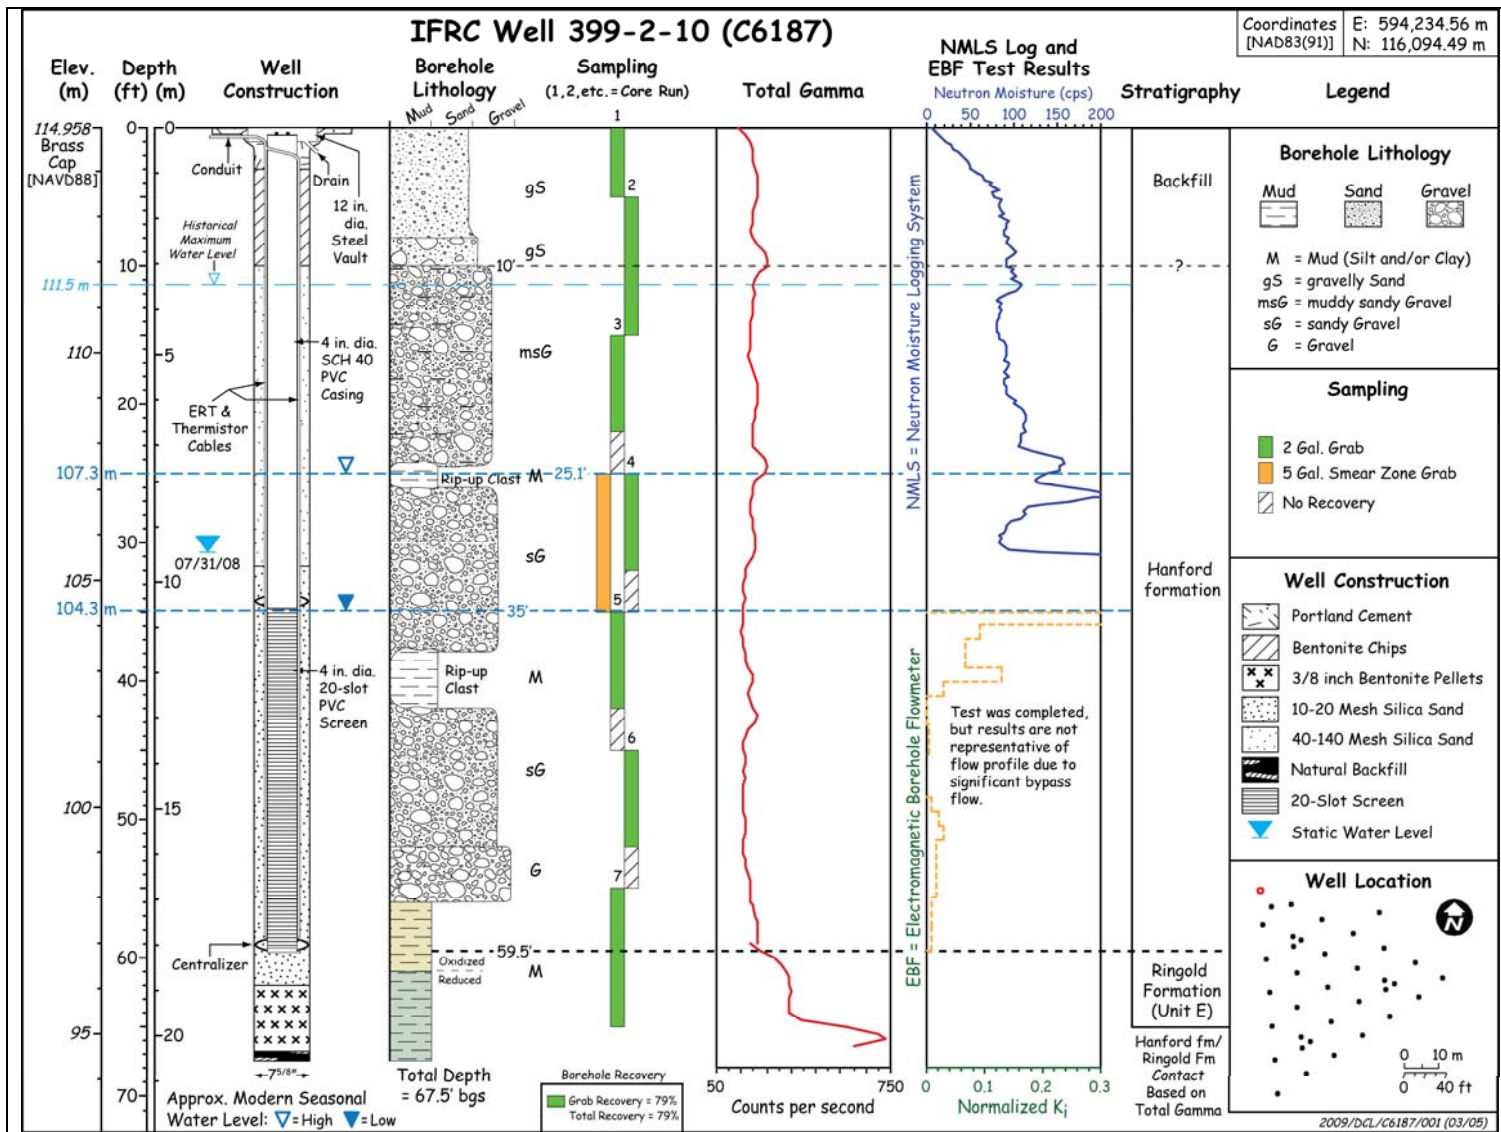 IFRC Well 399-2-10 (C6187)
Coordinates
[NAD83(91)]
E: 594,234.56 m
N: 116,094.49 m
Elev.
(m)
Depth
(ft) (m)
Well
Construction
Borehole
Lithology
Mud Sand Gravel
Sampling
(1,2,etc.=Core Run)
Total Gamma
NMLS Log and
EBF Test Results
Neutron Moisture (cps)
0 50 100 150 200
Stratigraphy
Legend
114.958
Brass
Cap
[NAVD88]
111.5 m
110
107.3 m
105
104.3 m
100
95
0
10
20
30
40
50
60
70
0
5
10
15
20
Conduit
Drain
12 in.
dia.
Steel
Vault
Historical
Maximum
Water Level
4 in. dia.
SCH 40
PVC
Casing
ERT &
Thermistor
Cables
07/31/08
4 in. dia.
20-slot
PVC
Screen
Centralizer
7 5/8"
Approx. Modern Seasonal
Water Level: =High =Low
gS
gS
10'
msG
M
Rip-up Clast
25.1'
sG
35'
Rip-up
Clast
M
sG
G
59.5'
Oxidized
Reduced
M
Total Depth
= 67.5' bgs
1
2
3
4
5
6
7
Borehole Recovery
Grab Recovery = 79%
Total Recovery = 79%
50 750
Counts per second
NMLS = Neutron Moisture Logging System
EBF = Electromagnetic Borehole Flowmeter
Test was completed,
but results are not
representative of
flow profile due to
significant bypass
flow.
0 0.1 0.2 0.3
Normalized Ki
Backfill
?
Hanford
formation
Ringold
Formation
(Unit E)
Hanford fm/
Ringold Fm
Contact
Based on
Total Gamma
Borehole Lithology
Mud Sand Gravel
M = Mud (Silt and/or Clay)
gS = gravelly Sand
msG = muddy sandy Gravel
sG = sandy Gravel
G = Gravel
Sampling
2 Gal. Grab
5 Gal. Smear Zone Grab
No Recovery
Well Construction
Portland Cement
Bentonite Chips
3/8 inch Bentonite Pellets
10-20 Mesh Silica Sand
40-140 Mesh Silica Sand
Natural Backfill
20-Slot Screen
Static Water Level
Well Location
N
0 10 m
0 40 ft
2009/DCL/C6187/001 (03/05)